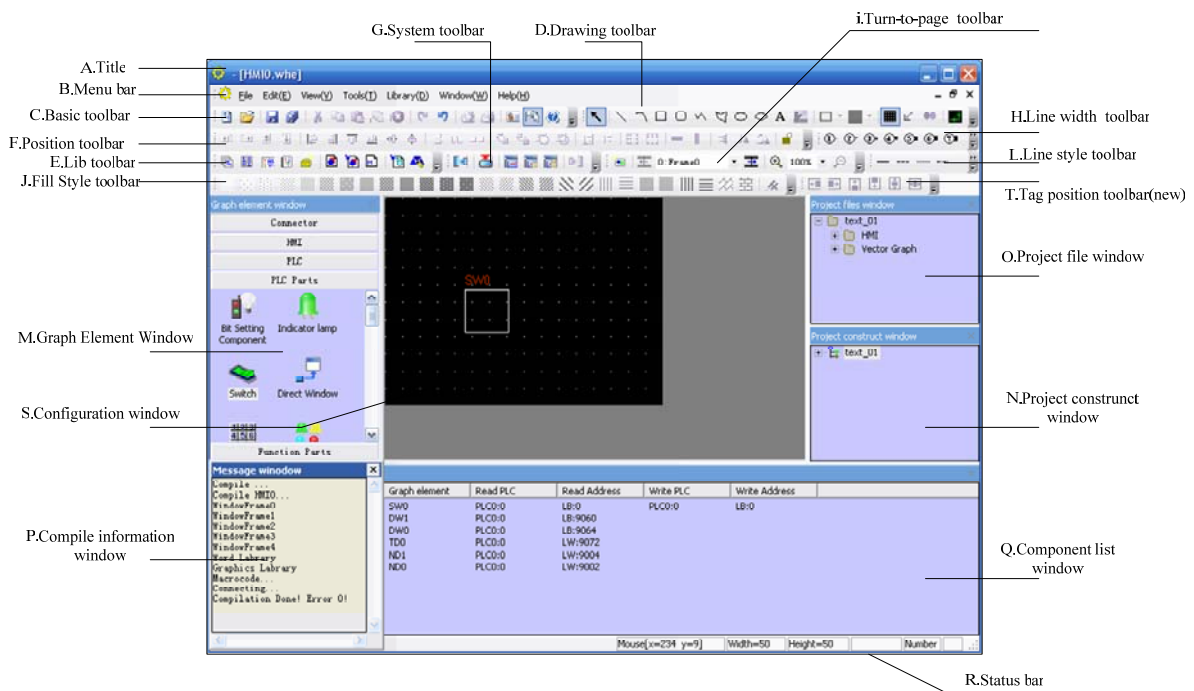 i.Turn-to-page toolbar
G.System toolbar
D.Drawing toolbar
A.Title
- [HMI0.whe]
B.Menu bar
File Edit(E) View(V) Tools(T) Library(D) Window(W) Help(H)
C.Basic toolbar
H.Line width toolbar
F.Position toolbar
E.Lib toolbar
0:Frame0
100%
L.Line style toolbar
J.Fill Style toolbar
T.Tag position toolbar(new)
Graph element window
Connector
HMI
PLC
PLC Parts
Bit Setting Component
Indicator lamp
Switch
Direct Window
Function Parts
SW0
Project files window
text_01
HMI
Vector Graph
O.Project file window
Project construct window
text_01
N.Project construnct
window
M.Graph Element Window
S.Configuration window
P.Compile information
window
Message winodow
Compile ...
Compile HMI0...
WindowFrame0
WindowFrame1
WindowFrame2
WindowFrame3
WindowFrame4
Word Labrary
Graphics Labrary
Macrocode...
Connecting...
Compilation Done! Error 0!
Graph element Read PLC Read Address Write PLC Write Address
SW0 PLC0:0 LB:0 PLC0:0 LB:0
DW1 PLC0:0 LB:9060
DW0 PLC0:0 LB:9064
TD0 PLC0:0 LW:9072
ND1 PLC0:0 LW:9004
ND0 PLC0:0 LW:9002
Q.Component list
window
Mouse[x=234 y=9] Width=50 Height=50 Number
R.Status bar